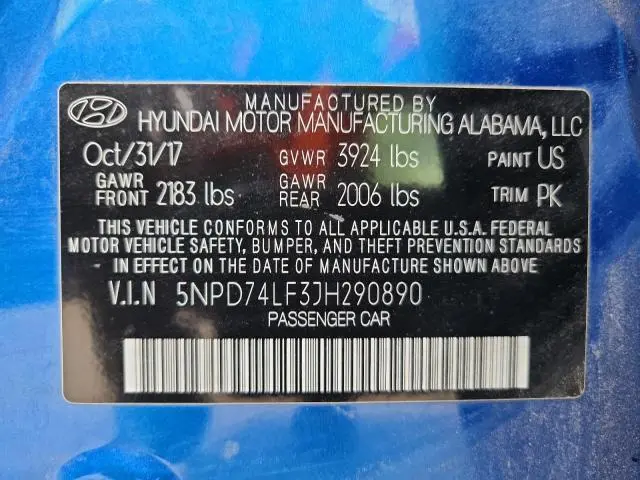 MANUFACTURED BY
HYUNDAI MOTOR MANUFACTURING ALABAMA, LLC
Oct/31/17 GVWR 3924 lbs PAINT US
GAWR FRONT 2183 lbs GAWR REAR 2006 lbs TRIM PK
THIS VEHICLE CONFORMS TO ALL APPLICABLE U.S.A. FEDERAL
MOTOR VEHICLE SAFETY, BUMPER, AND THEFT PREVENTION STANDARDS
IN EFFECT ON THE DATE OF MANUFACTURE SHOWN ABOVE.
V.I.N 5NPD74LF3JH290890
PASSENGER CAR